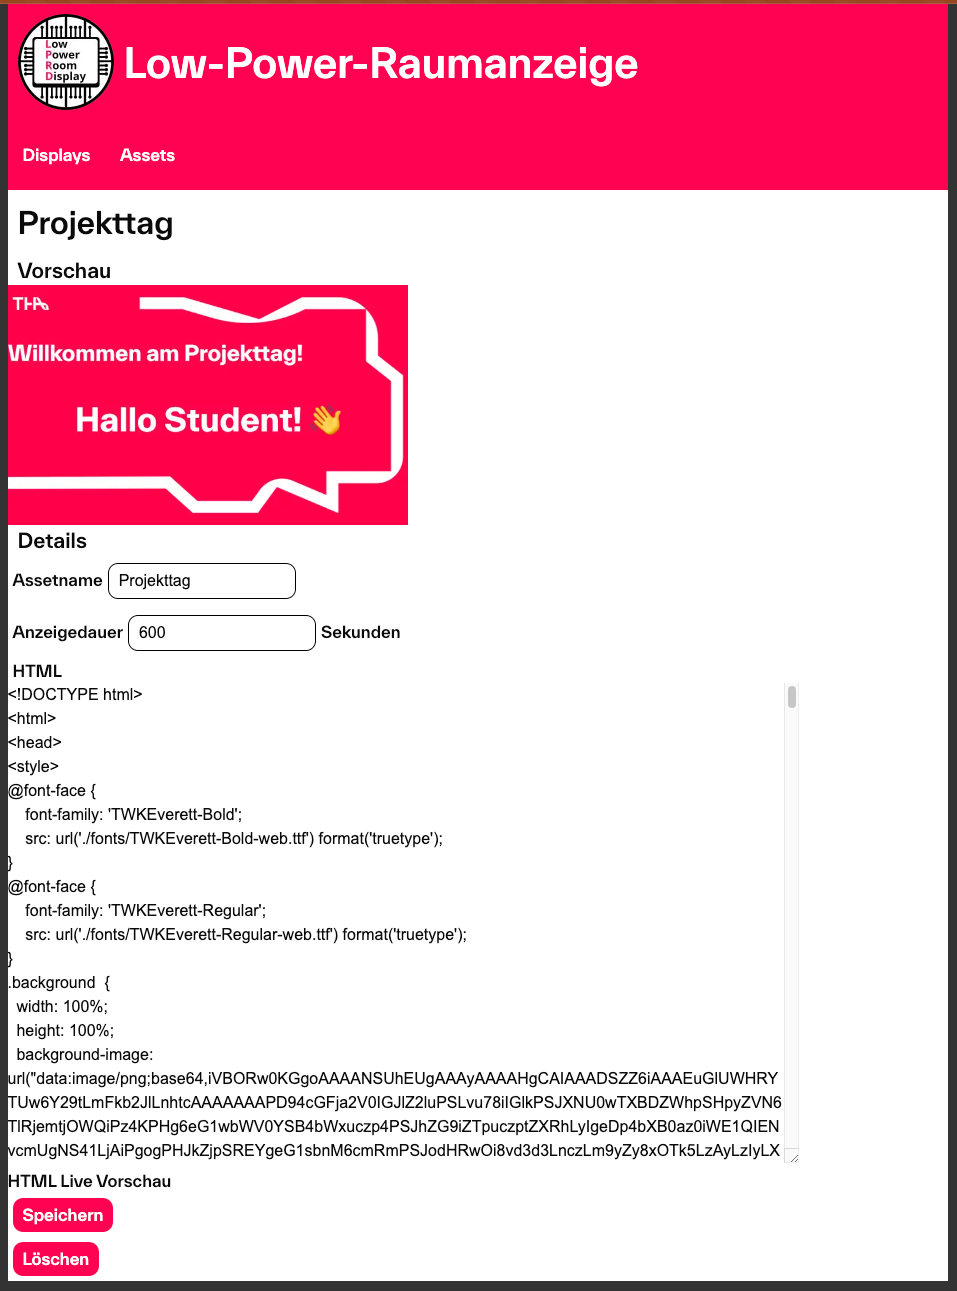 Low
Power
Room
Display
Low-Power-Raumanzeige
Displays Assets
Projekttag
Vorschau
THA
Willkommen am Projekttag!
Hallo Student! 👋
Details
Assetname Projekttag
Anzeigedauer 600 Sekunden
HTML
<!DOCTYPE html>
<html>
<head>
<style>
@font-face {
font-family: 'TWKEverett-Bold';
src: url('./fonts/TWKEverett-Bold-web.ttf') format('truetype');
}
@font-face {
font-family: 'TWKEverett-Regular';
src: url('./fonts/TWKEverett-Regular-web.ttf') format('truetype');
}
.background  {
width: 100%;
height: 100%;
background-image:
url("data:image/png;base64,iVBORw0KGgoAAAANSUhEUgAAAyAAAAHgCAIAAADSZZ6iAAAEuGlUWHRY
TUw6Y29tLmFkb2JlLnhtcAAAAAAAPD94cGFja2V0IGJlZ2luPSLvu78iIGlkPSJXNU0wTXBDZWhpSHpyZVN6
TlRjemtjOWQiPz4KPHg6eG1wbWV0YSB4bWxuczp4PSJhZG9iZTpuczptZXRhLyIgeDp4bXB0az0iWE1QIEN
vcmUgNS41LjAiPgogPHJkZjpSREYgeG1sbnM6cmRmPSJodHRwOi8vd3d3LnczLm9yZy8xOTk5LzAyLzIyLX
HTML Live Vorschau
Speichern
Löschen